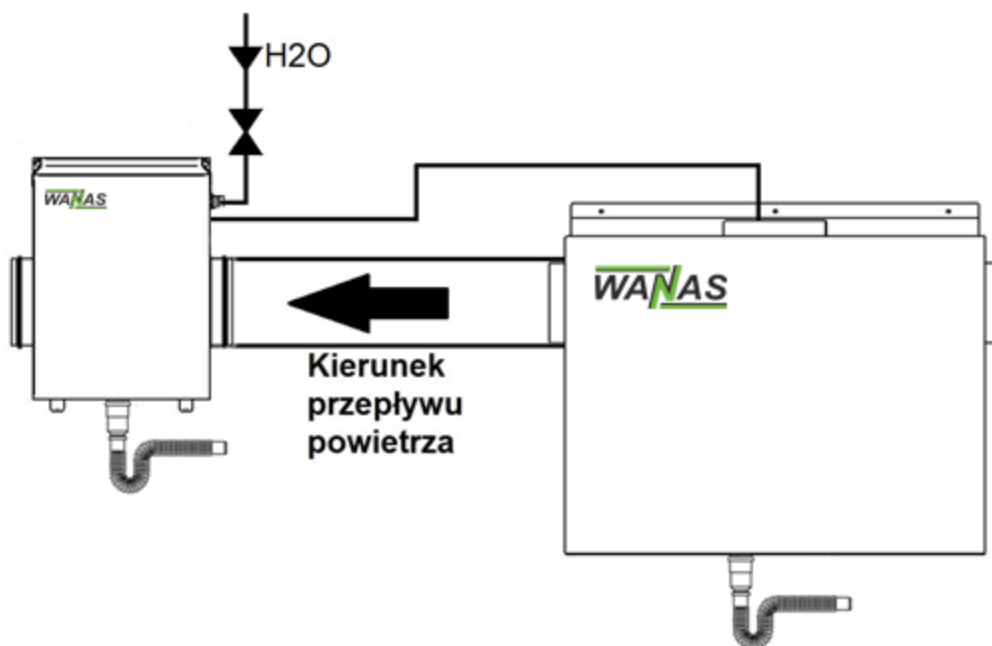 H2O
WANAS
WANAS
Kierunek
przepływu
powietrza